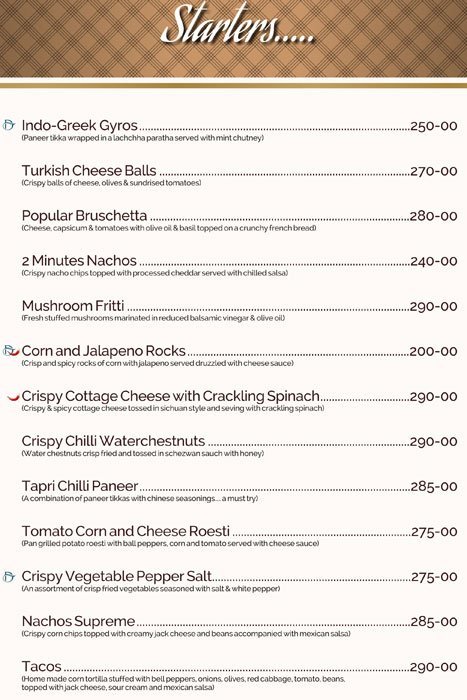 Starters.....
Indo-Greek Gyros...............................................................250-00
(Paneer tikka wrapped in a lachchha paratha served with mint chutney)
Turkish Cheese Balls ...........................................................270-00
(Crispy balls of cheese, olives & sundrised tomatoes)
Popular Bruschetta .............................................................280-00
(Cheese, capsicum & tomatoes with olive oil & basil topped on a crunchy french bread)
2 Minutes Nachos ...............................................................240-00
(Crispy nacho chips topped with processed cheddar served with chilled salsa)
Mushroom Fritti ................................................................290-00
(Fresh stuffed mushrooms marinated in reduced balsamic vinegar & olive oil)
Corn and Jalapeno Rocks........................................................200-00
(Crisp and spicy rocks of corn with jalapeno served druzzled with cheese sauce)
Crispy Cottage Cheese with Crackling Spinach......................290-00
(Crispy & spicy cottage cheese tossed in sichuan style and seving with crackling spinach)
Crispy Chilli Waterchestnuts ..................................................290-00
(Water chestnuts crisp fried and tossed in schezwan sauch with honey)
Tapri Chilli Paneer............................................................285-00
(A combination of paneer tikkas with chinese seasonings.... a must try)
Tomato Corn and Cheese Roesti .............................................275-00
(Pan grilled potato roesti with ball peppers, corn and tomato served with cheese sauce)
Crispy Vegetable Pepper Salt..................................................275-00
(An assortment of crisp fried vegetables seasoned with salt & white pepper)
Nachos Supreme.................................................................285-00
(Crispy corn chips topped with creamy jack cheese and beans accompanied with mexican salsa)
Tacos ..........................................................................290-00
(Home made corn tortilla stuffed with bell peppers, onions, olives, red cabbage, tomato, beans,
topped with jack cheese, sour cream and mexican salsa)